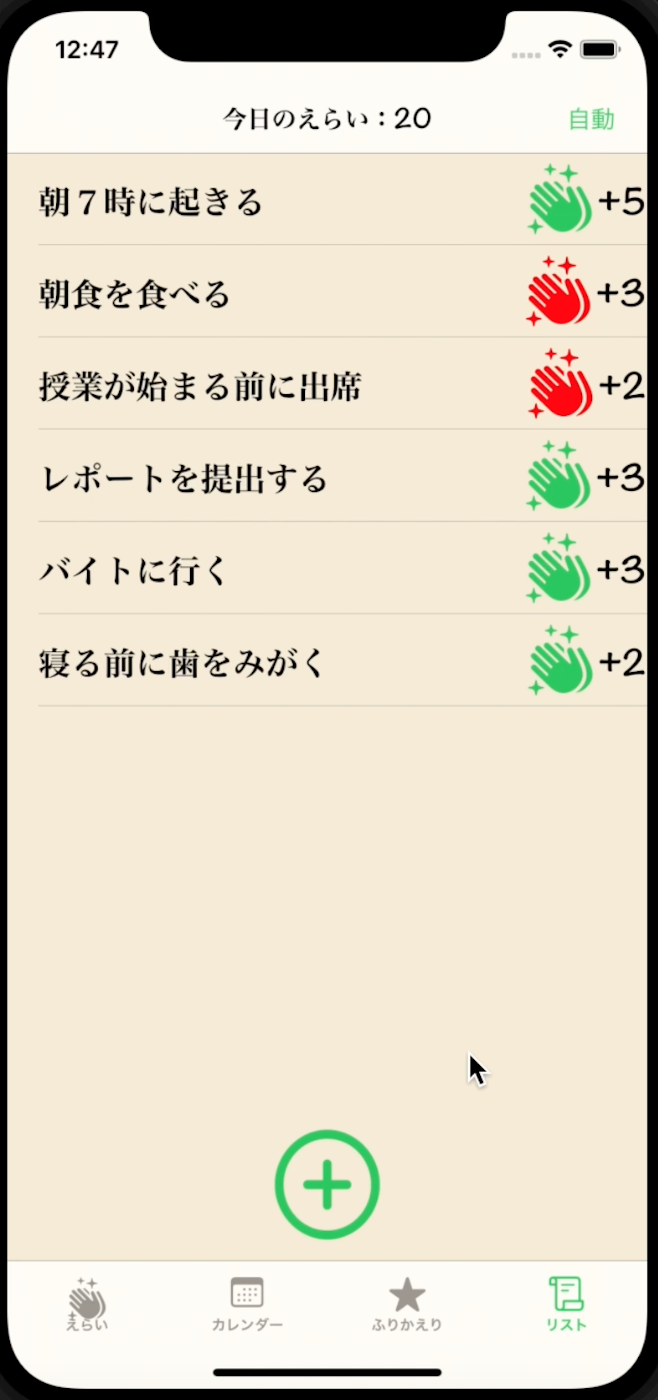 12:47
今日のえらい：20
自動
朝７時に起きる
+5
朝食を食べる
+3
授業が始まる前に出席
+2
レポートを提出する
+3
バイトに行く
+3
寝る前に歯をみがく
+2
えらい
カレンダー
ふりかえり
リスト